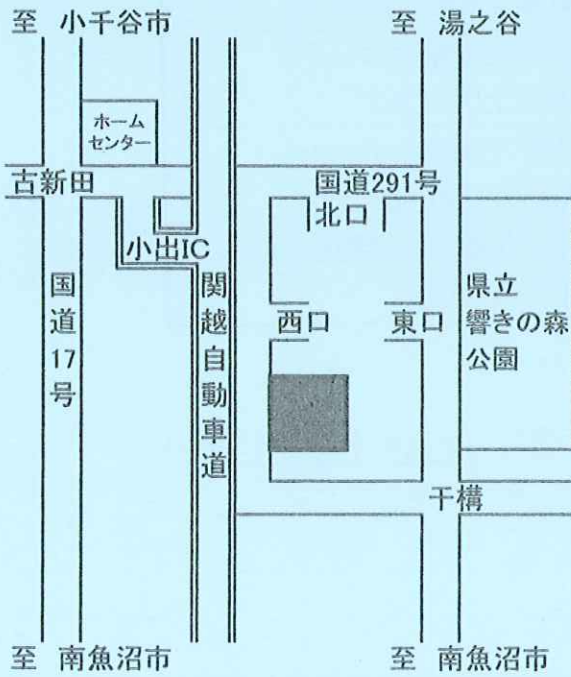 至 小千谷市
至 湯之谷
ホーム
センター
古新田
国道291号
北口
小出IC
国道17号
関越自動車道
西口
東口
県立
響きの森
公園
干構
至 南魚沼市
至 南魚沼市